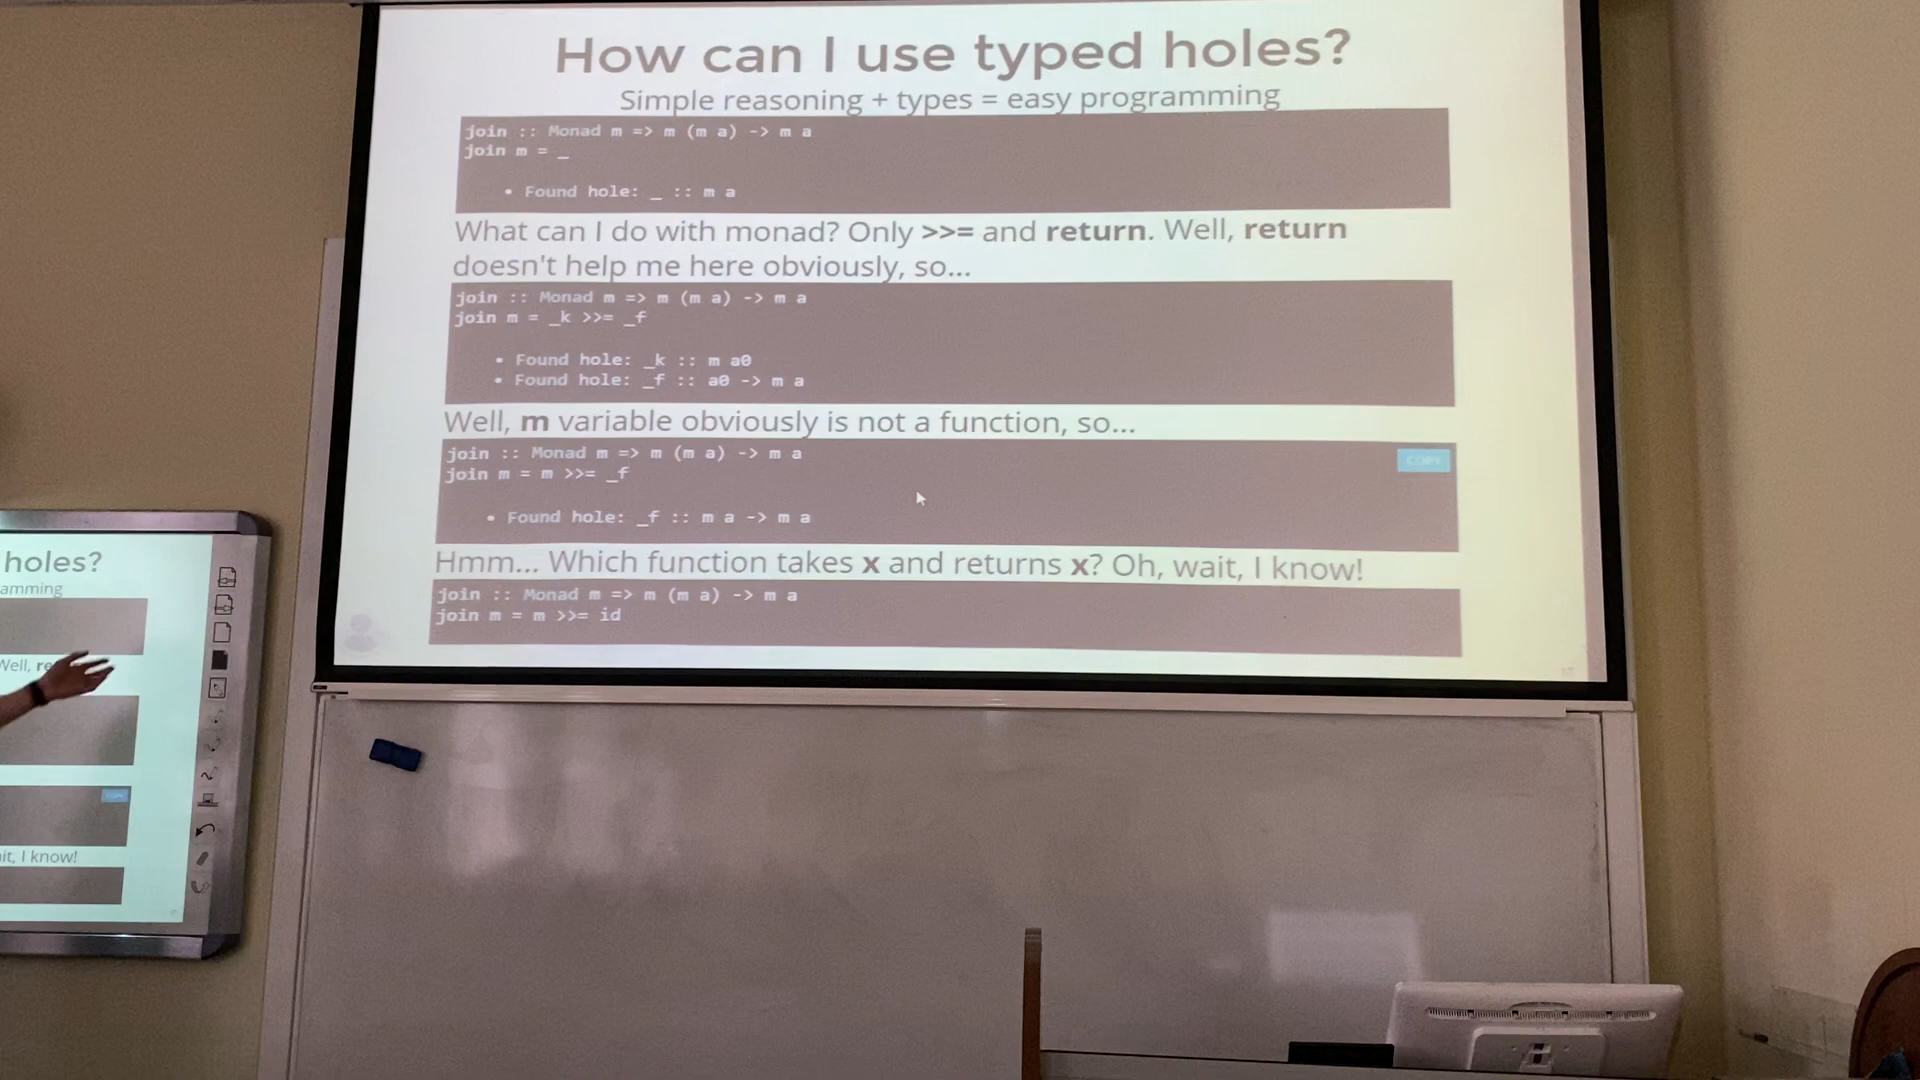 How can I use typed holes?
Simple reasoning + types = easy programming
join :: Monad m => m (m a) -> m a
join m = _
• Found hole: _ :: m a
What can I do with monad? Only >>= and return. Well, return
doesn't help me here obviously, so...
join :: Monad m => m (m a) -> m a
join m = _k >>= _f
• Found hole: _k :: m a0
• Found hole: _f :: a0 -> m a
Well, m variable obviously is not a function, so...
join :: Monad m => m (m a) -> m a
COPY
join m = m >>= _f
• Found hole: _f :: m a -> m a
Hmm... Which function takes x and returns x? Oh, wait, I know!
join :: Monad m => m (m a) -> m a
join m = m >>= id
holes?
amming
Well, re
COPY
it, I know!